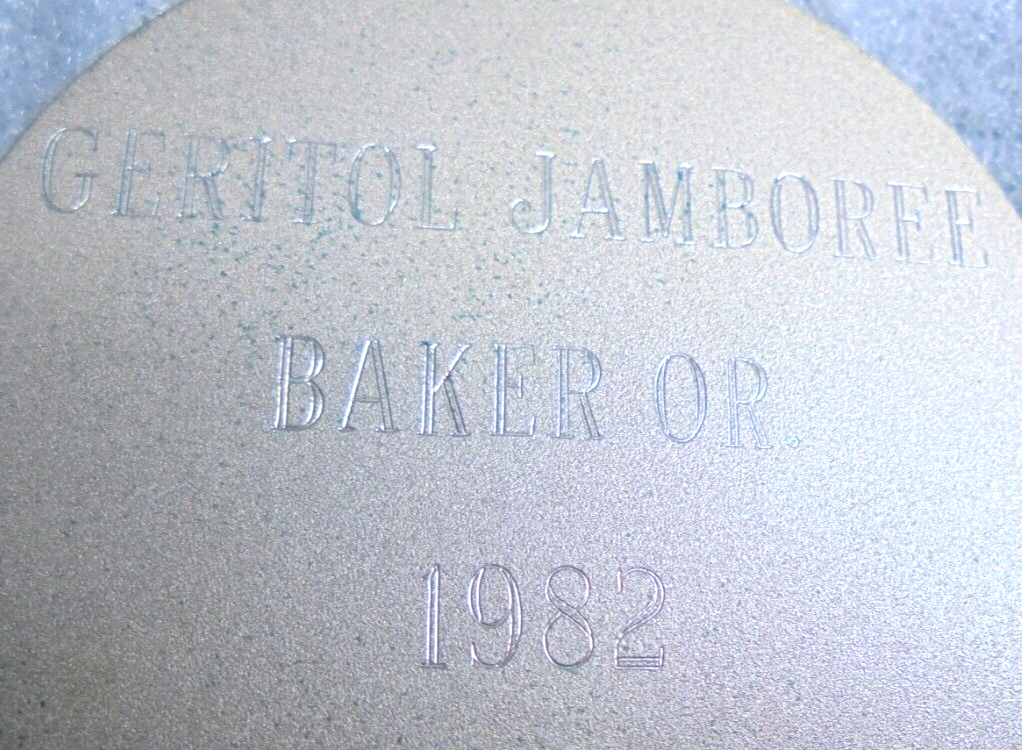 GERITOL JAMBOREE
BAKER OR.
1982